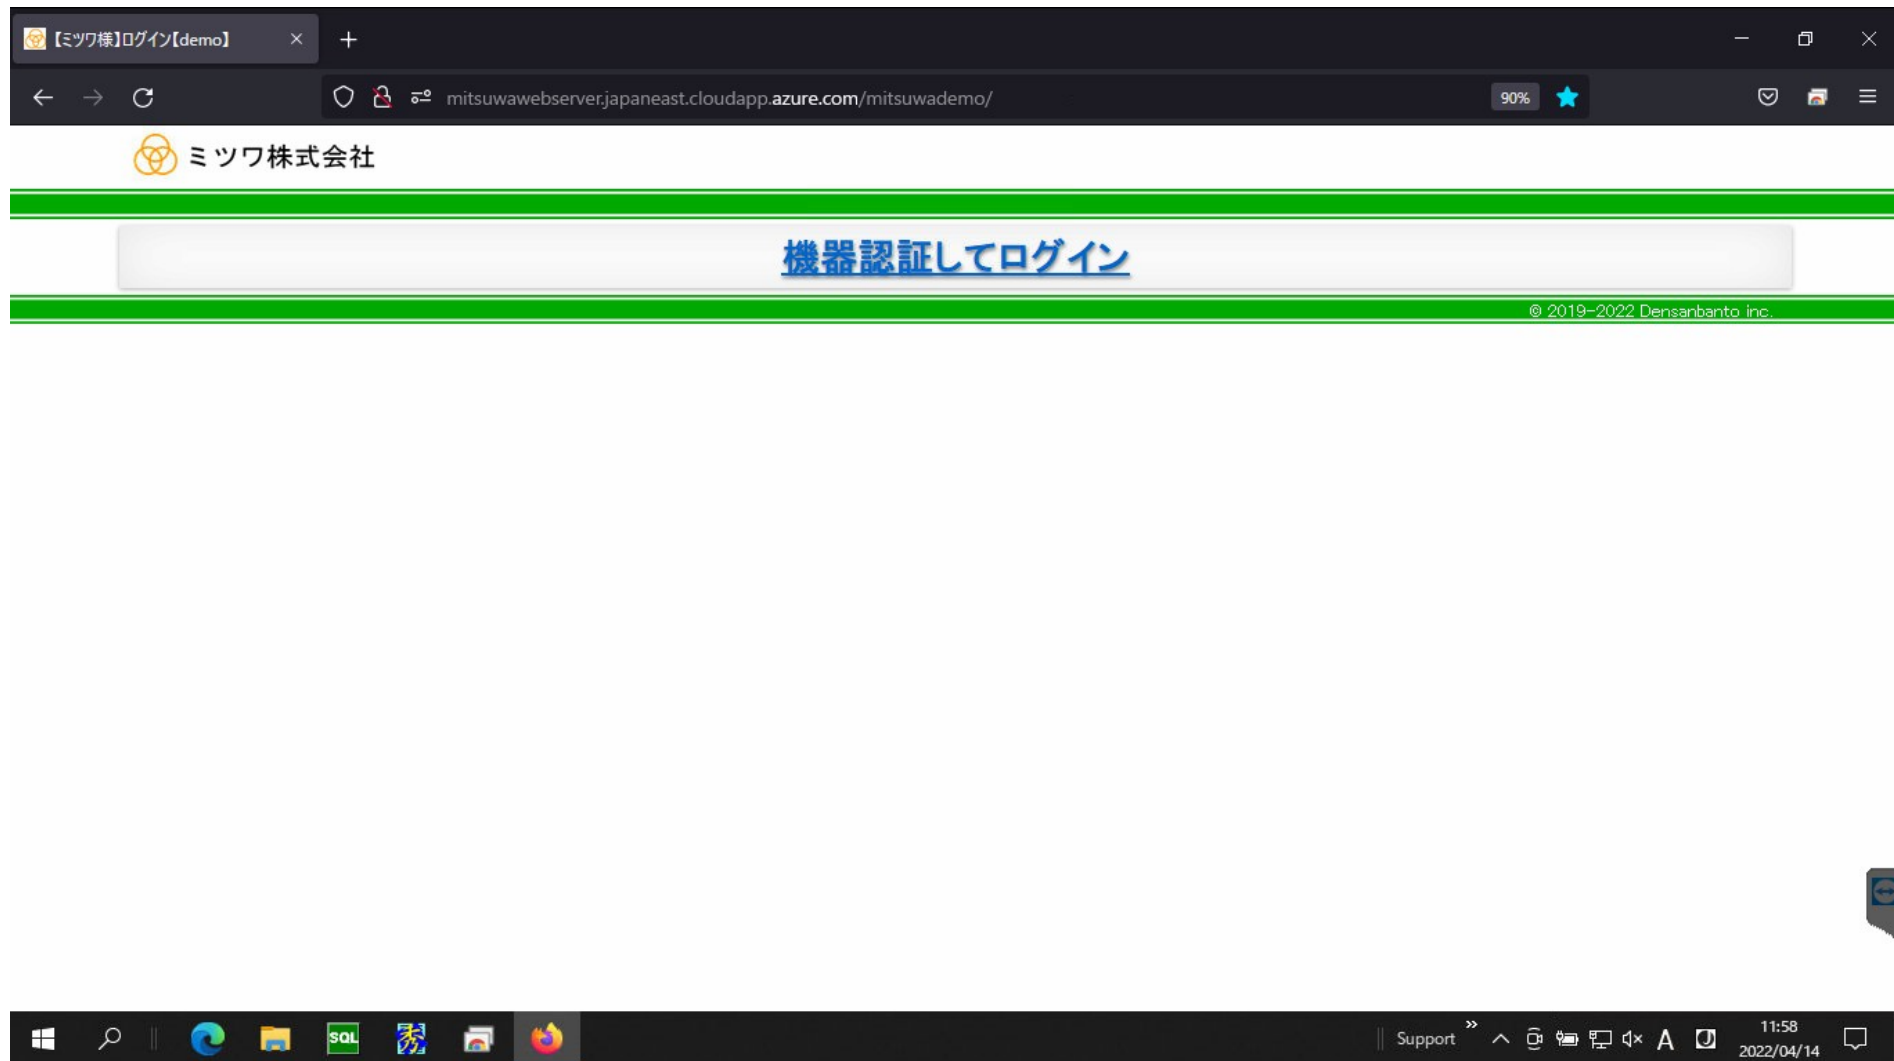 【ミツワ様】ログイン【demo】
mitsuwawebserver.japaneast.cloudapp.azure.com/mitsuwademo/
90%
ミツワ株式会社
機器認証してログイン
© 2019-2022 Densanbanto inc.
SQL
秀
Support
A
J
11:58
2022/04/14